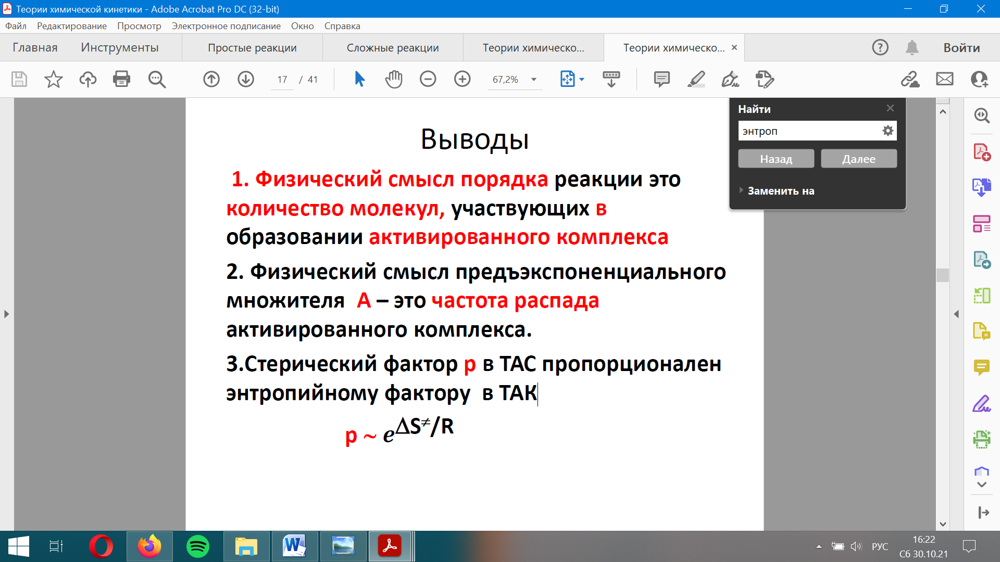 Теории химической кинетики - Adobe Acrobat Pro DC (32-bit)
Файл Редактирование Просмотр Электронное подписание Окно Справка
Главная Инструменты Простые реакции Сложные реакции Теории химическо... Теории химическо... × Войти
17 / 41 67,2%
Найти
энтроп
Назад Далее
Заменить на
Выводы
1. Физический смысл порядка реакции это
количество молекул, участвующих в
образовании активированного комплекса
2. Физический смысл предъэкспоненциального
множителя А – это частота распада
активированного комплекса.
3.Стерический фактор р в ТАС пропорционален
энтропийному фактору в ТАК
р ~ e^ΔS≠/R
16:22
РУС
Сб 30.10.21